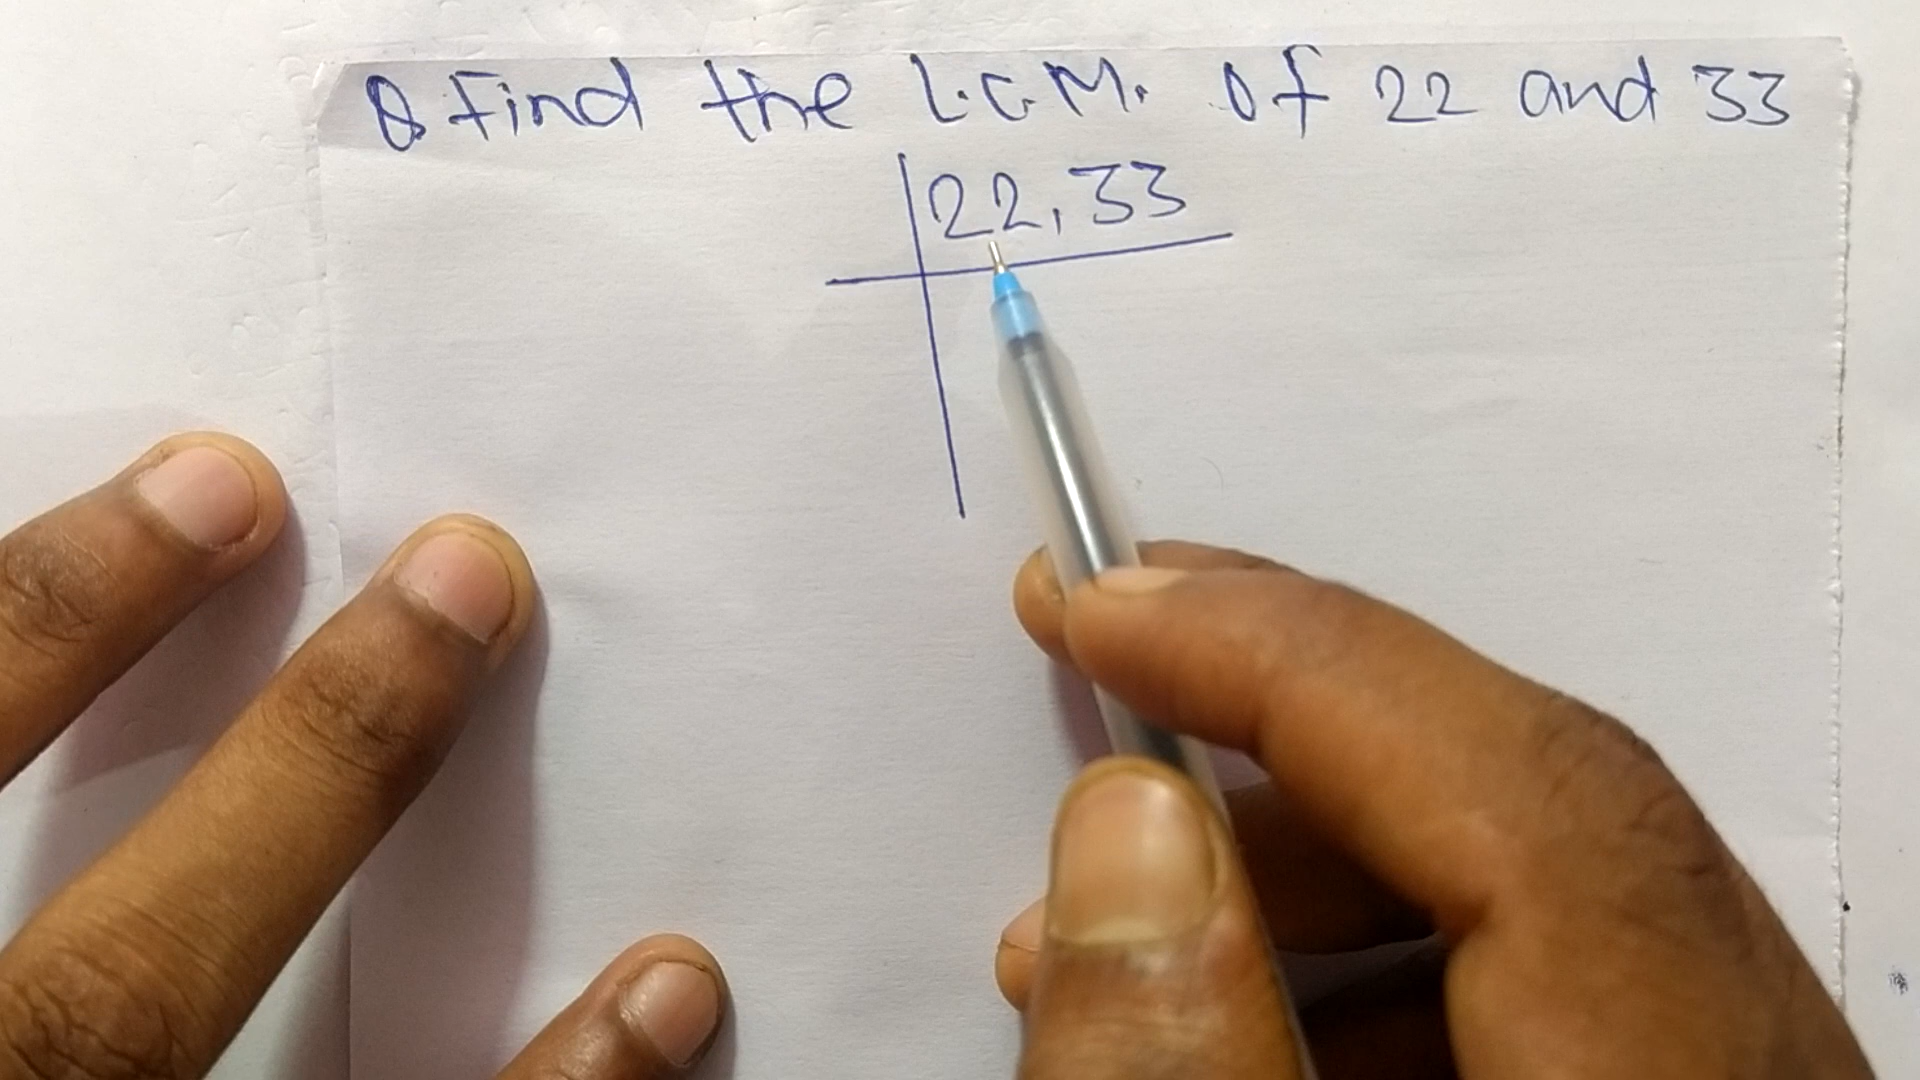 Q Find the L.C.M. Of 22 and 33
22, 33